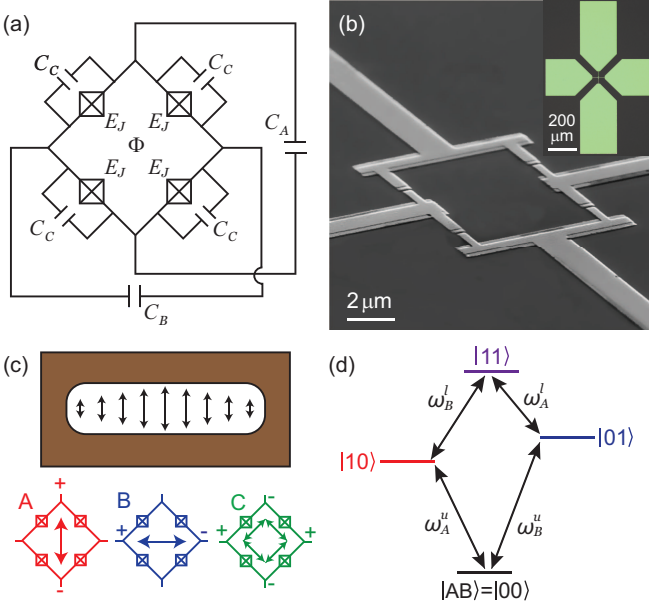 (a)
C_C
C_C
E_J
E_J
C_A
Φ
E_J
E_J
C_C
C_C
C_B
(b)
200
μm
2 μm
(c)
A
+
-
B
+
-
C
-
+
+
-
(d)
|11⟩
ω_B^l
ω_A^l
|10⟩
|01⟩
ω_A^u
ω_B^u
|AB⟩=|00⟩